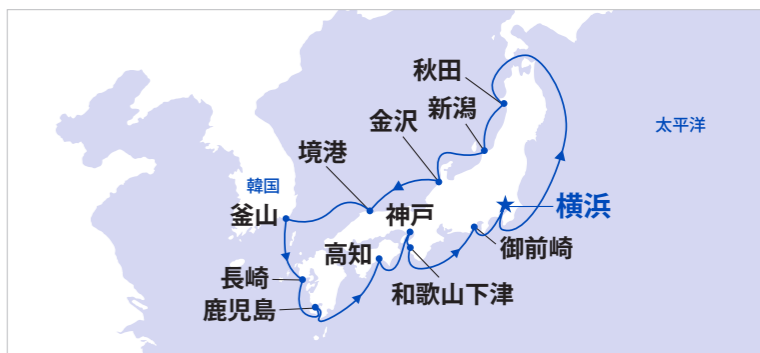 秋田
新潟
金沢
太平洋
境港
韓国
釜山
神戸
横浜
高知
御前崎
長崎
和歌山下津
鹿児島